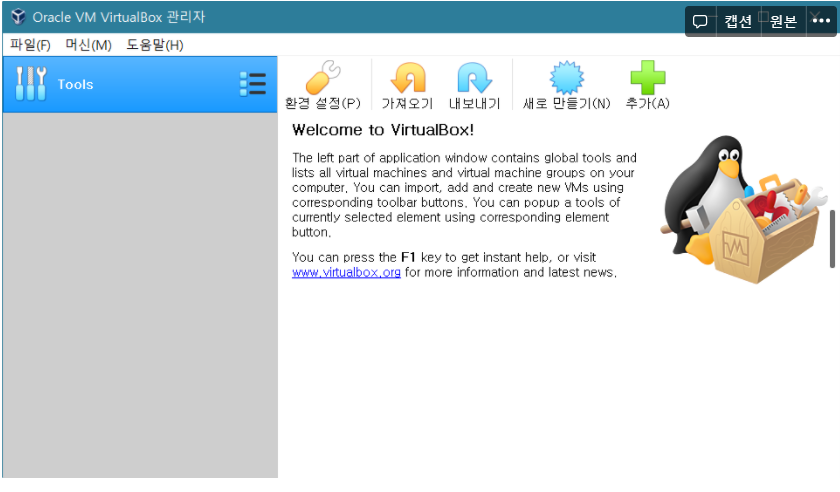 Oracle VM VirtualBox 관리자
캡션 원본
파일(F) 머신(M) 도움말(H)
Tools
환경 설정(P) 가져오기 내보내기 새로 만들기(N) 추가(A)
Welcome to VirtualBox!
The left part of application window contains global tools and
lists all virtual machines and virtual machine groups on your
computer. You can import, add and create new VMs using
corresponding toolbar buttons. You can popup a tools of
currently selected element using corresponding element
button.
You can press the F1 key to get instant help, or visit
www.virtualbox.org for more information and latest news.